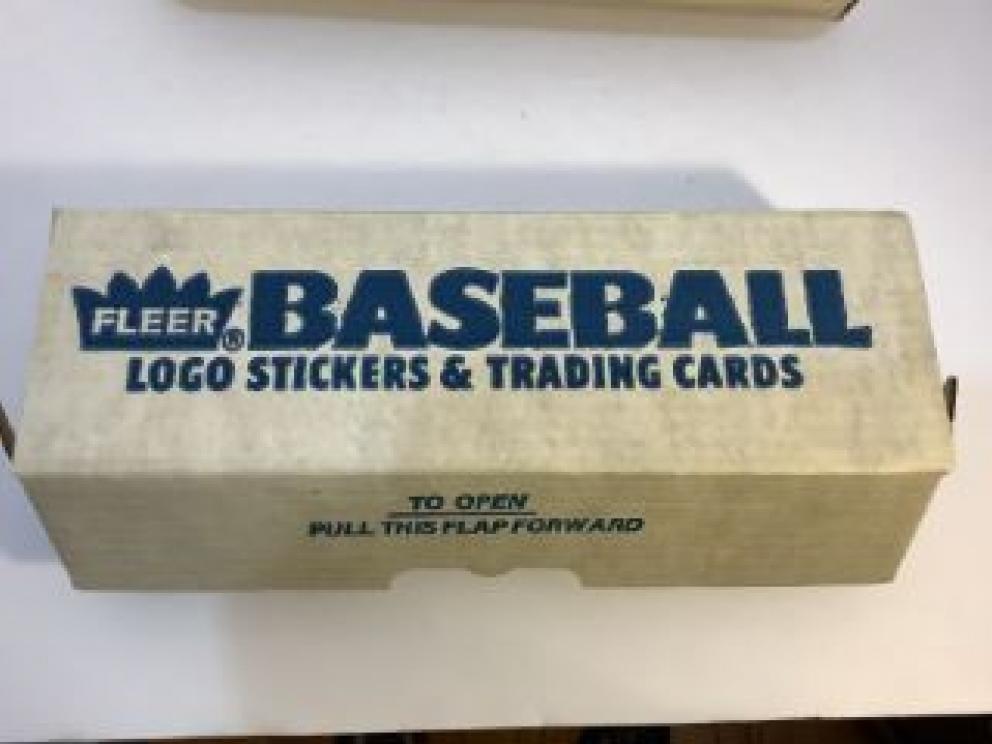 FLEER® BASEBALL
LOGO STICKERS & TRADING CARDS
TO OPEN
PULL THIS FLAP FORWARD